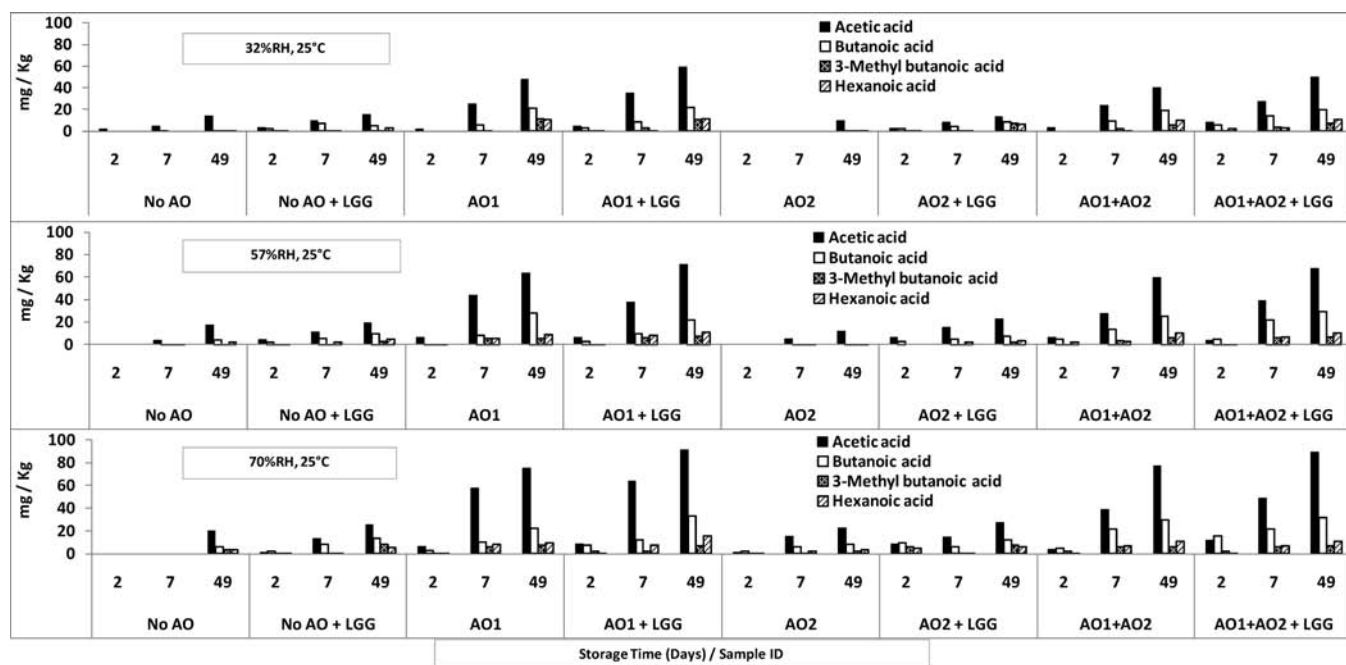 100
80
60
40
20
0
mg / Kg
32%RH, 25°C
Acetic acid
Butanoic acid
3-Methyl butanoic acid
Hexanoic acid
2 7 49 2 7 49 2 7 49 2 7 49 2 7 49 2 7 49 2 7 49 2 7 49
No AO No AO + LGG AO1 AO1 + LGG AO2 AO2 + LGG AO1+AO2 AO1+AO2 + LGG
100
80
60
40
20
0
mg / Kg
57%RH, 25°C
Acetic acid
Butanoic acid
3-Methyl butanoic acid
Hexanoic acid
2 7 49 2 7 49 2 7 49 2 7 49 2 7 49 2 7 49 2 7 49 2 7 49
No AO No AO + LGG AO1 AO1 + LGG AO2 AO2 + LGG AO1+AO2 AO1+AO2 + LGG
100
80
60
40
20
0
mg / Kg
70%RH, 25°C
Acetic acid
Butanoic acid
3-Methyl butanoic acid
Hexanoic acid
2 7 49 2 7 49 2 7 49 2 7 49 2 7 49 2 7 49 2 7 49 2 7 49
No AO No AO + LGG AO1 AO1 + LGG AO2 AO2 + LGG AO1+AO2 AO1+AO2 + LGG
Storage Time (Days) / Sample ID